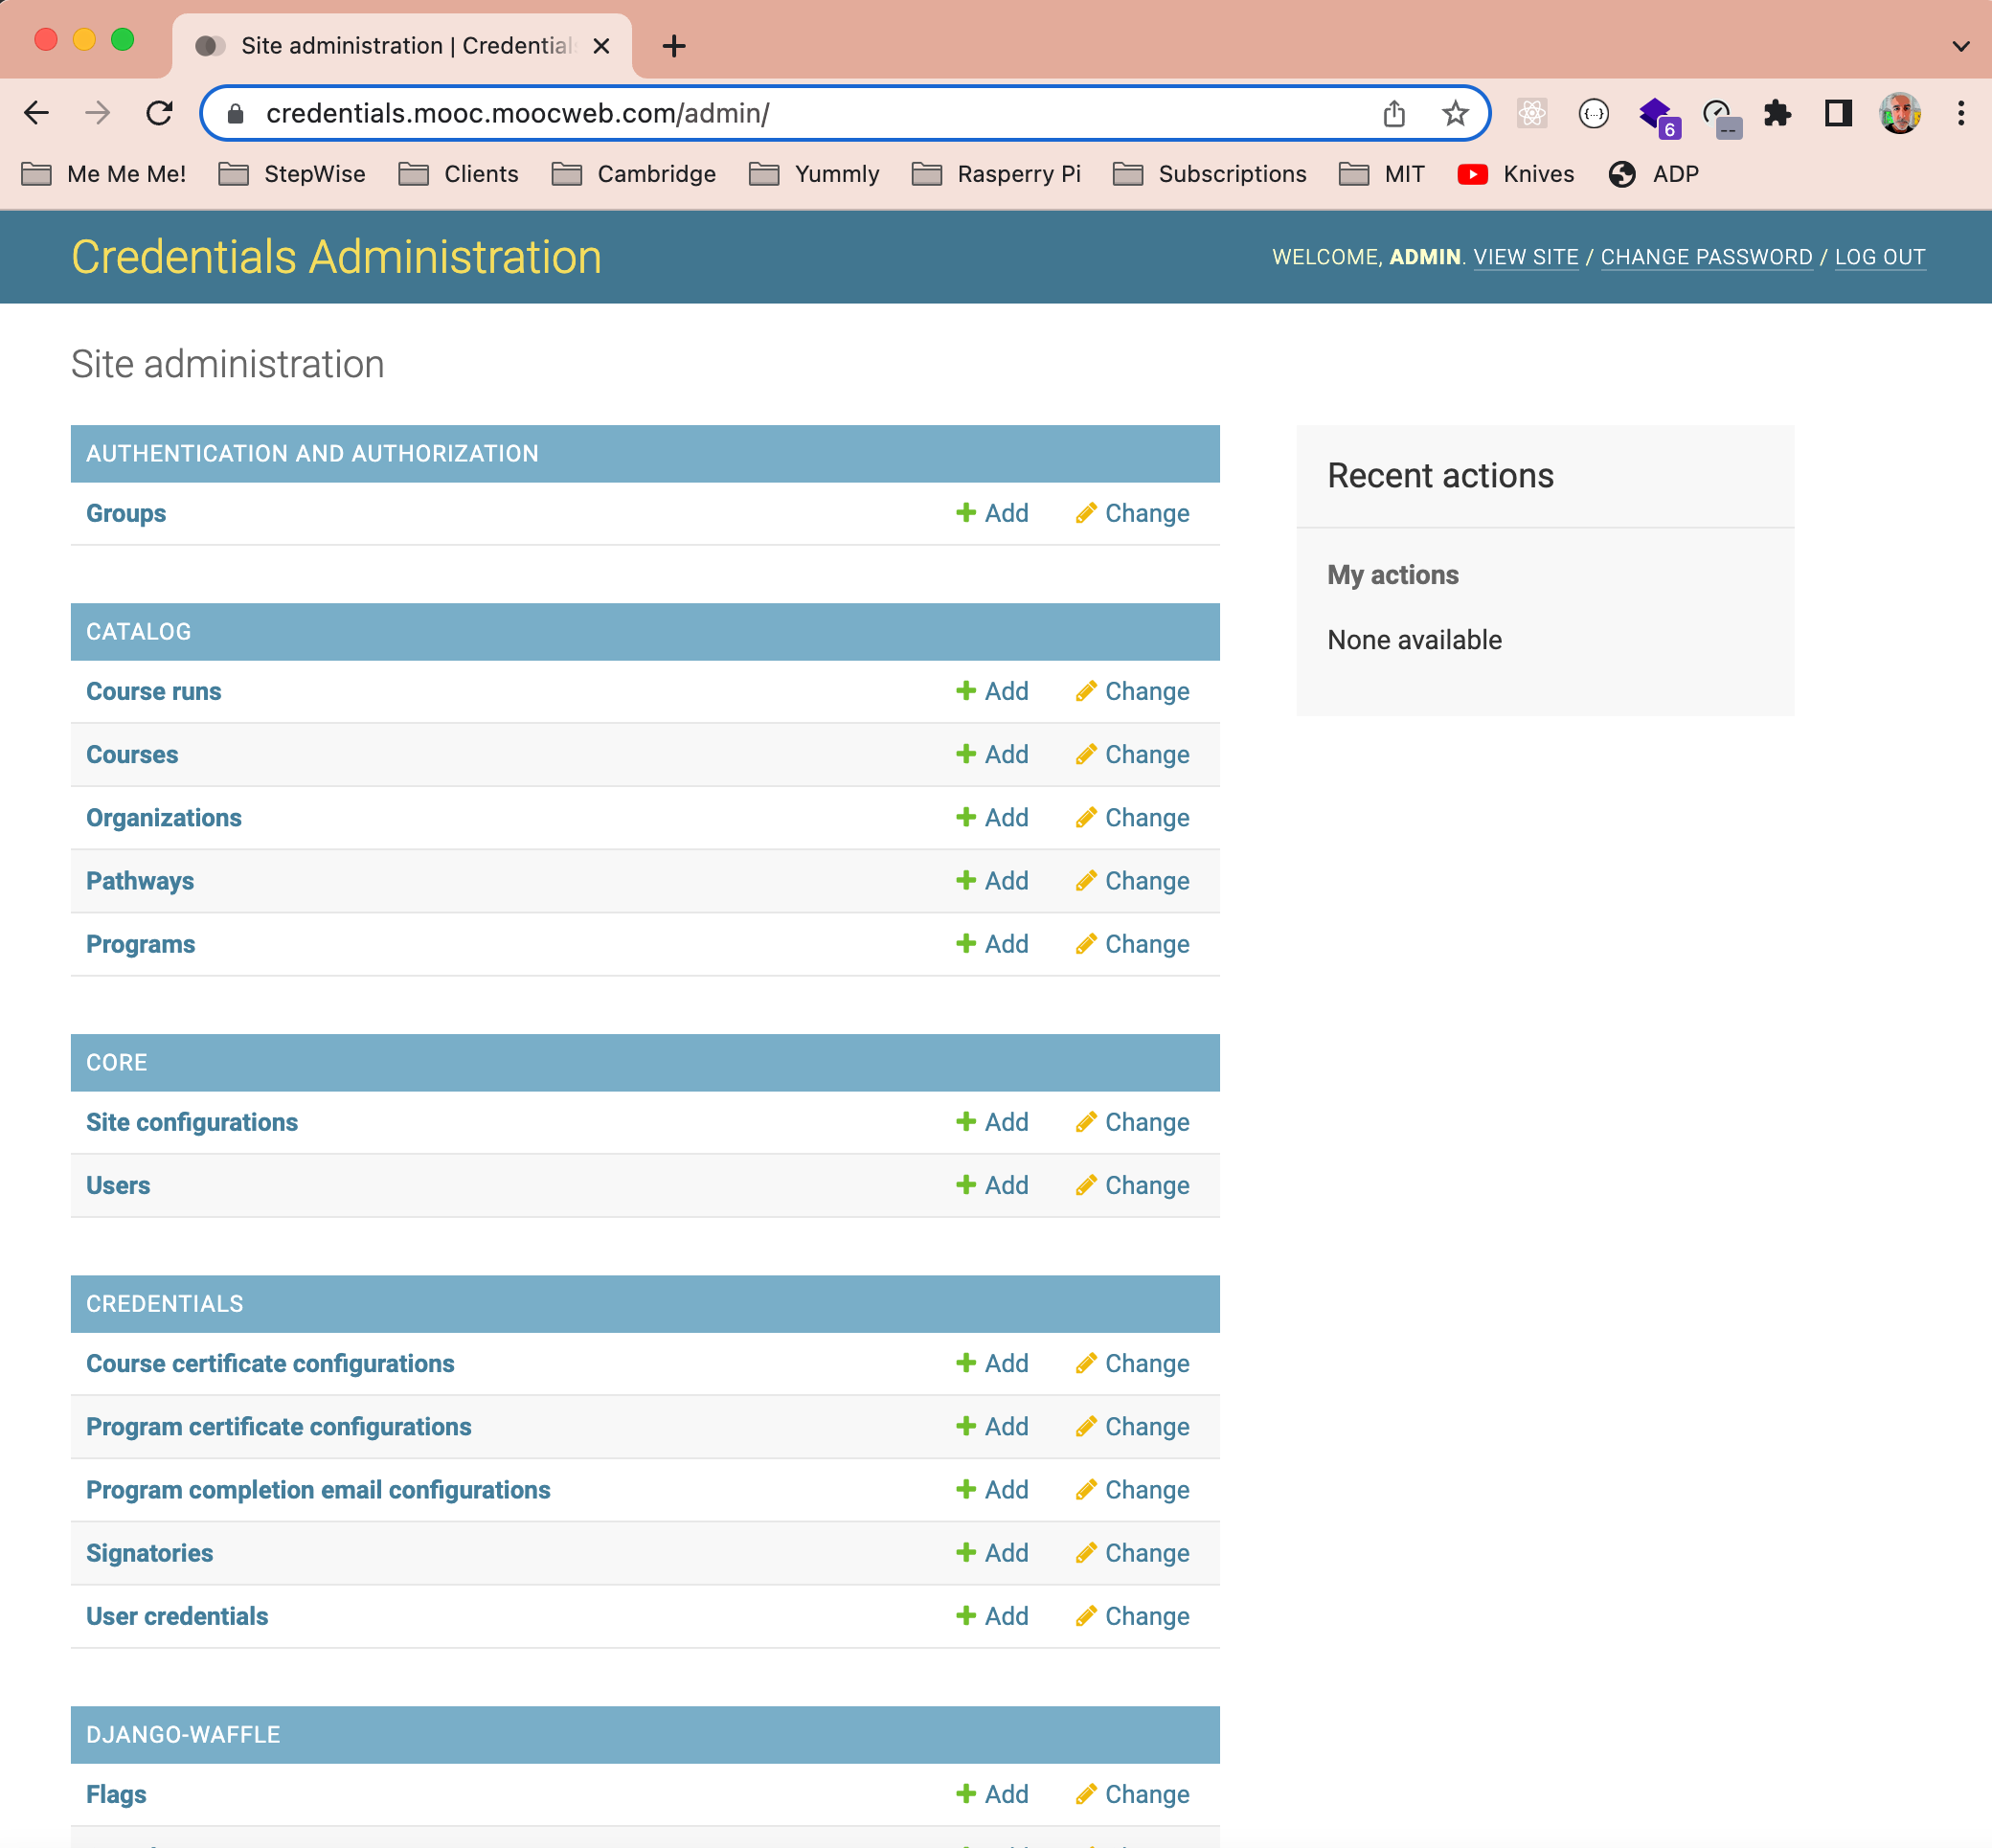 Site administration | Credential
credentials.mooc.moocweb.com/admin/
{...}
6
--
Me Me Me! StepWise Clients Cambridge Yummly Rasperry Pi Subscriptions MIT Knives ADP
Credentials Administration
WELCOME, ADMIN. VIEW SITE / CHANGE PASSWORD / LOG OUT
Site administration
AUTHENTICATION AND AUTHORIZATION
Groups Add Change
CATALOG
Course runs Add Change
Courses Add Change
Organizations Add Change
Pathways Add Change
Programs Add Change
CORE
Site configurations Add Change
Users Add Change
CREDENTIALS
Course certificate configurations Add Change
Program certificate configurations Add Change
Program completion email configurations Add Change
Signatories Add Change
User credentials Add Change
DJANGO-WAFFLE
Flags Add Change
Recent actions
My actions
None available